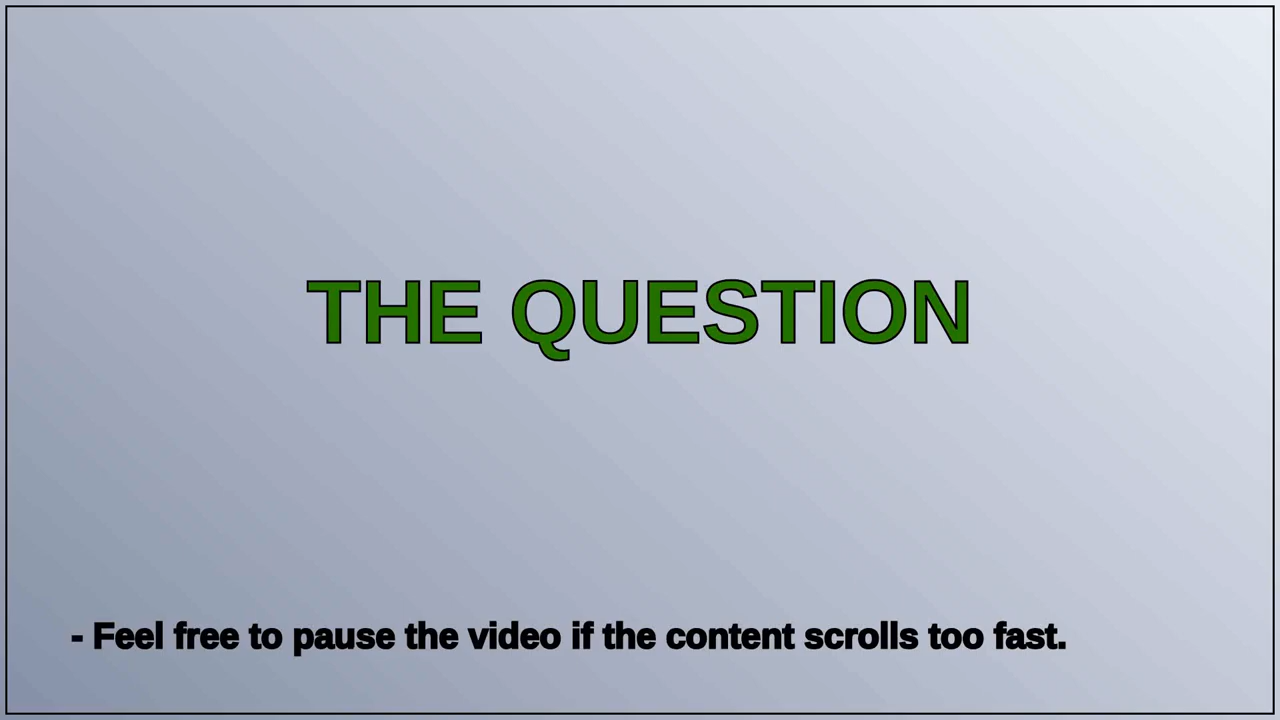 THE QUESTION
- Feel free to pause the video if the content scrolls too fast.